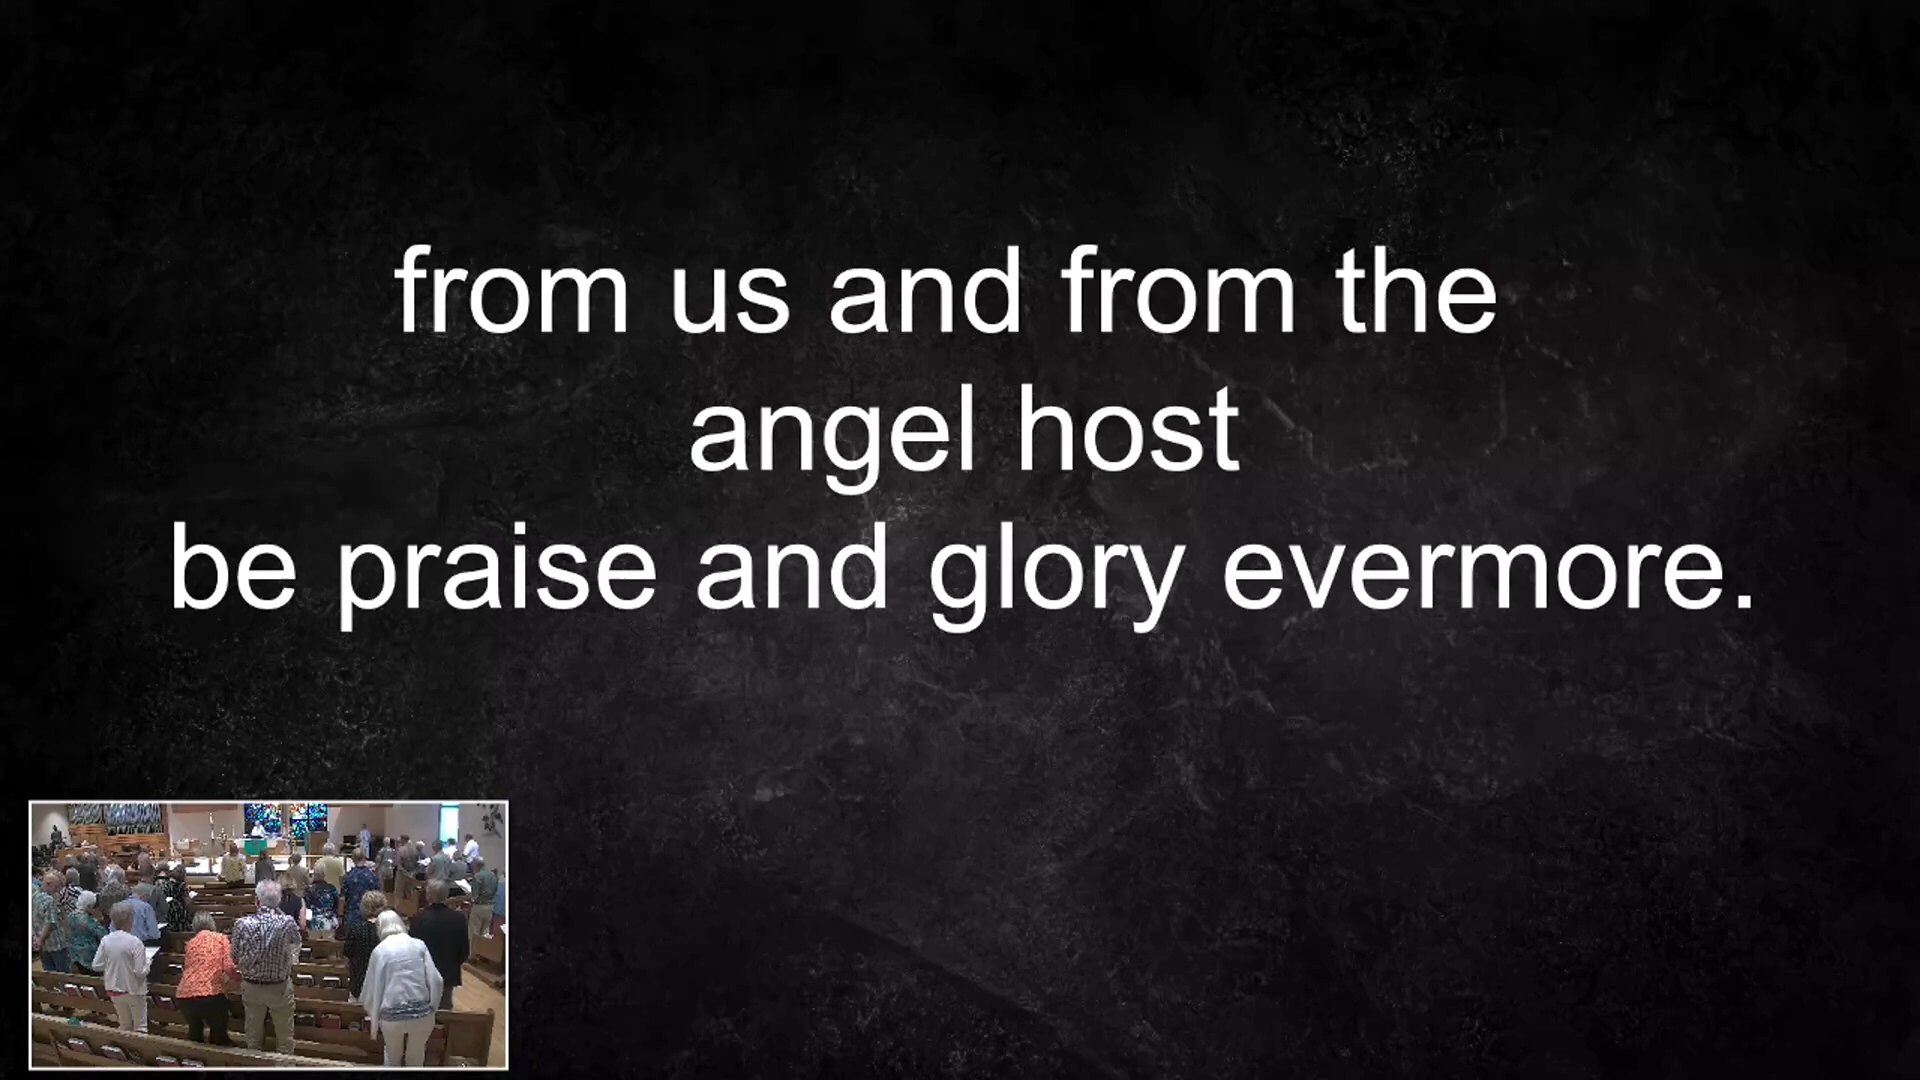 from us and from the
angel host
be praise and glory evermore.